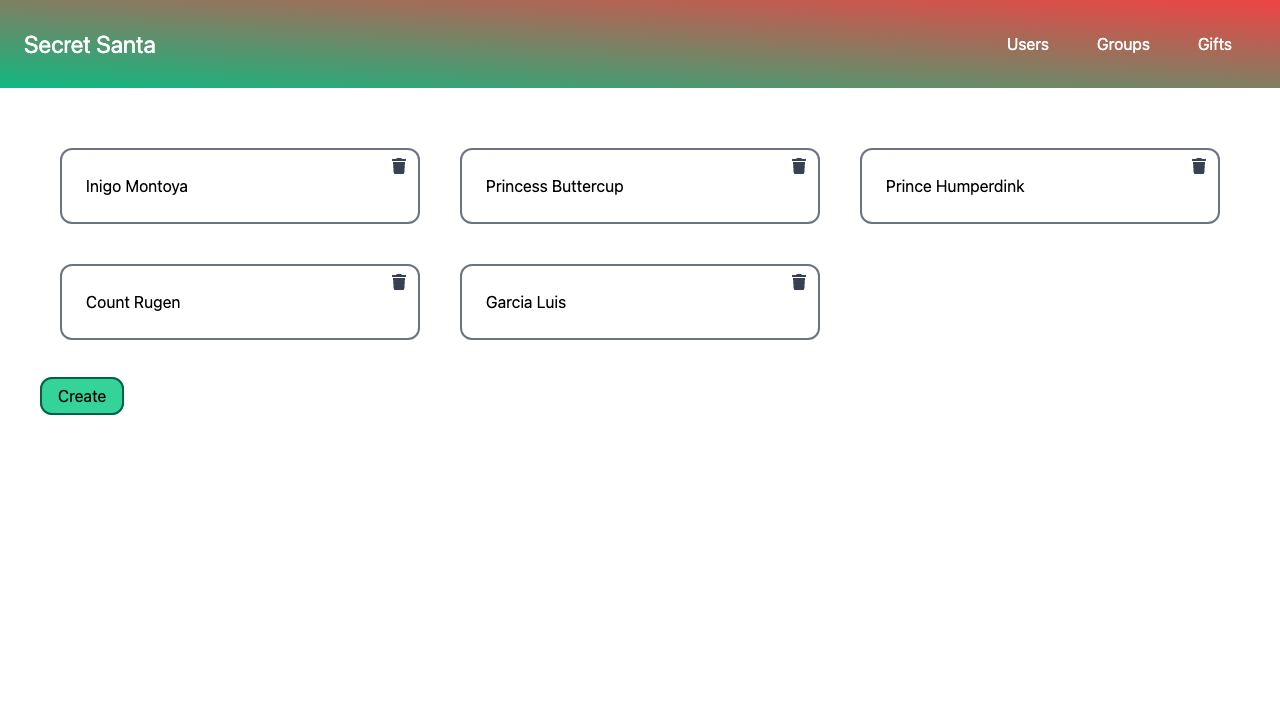 Secret Santa
Users
Groups
Gifts
Inigo Montoya
Princess Buttercup
Prince Humperdink
Count Rugen
Garcia Luis
Create